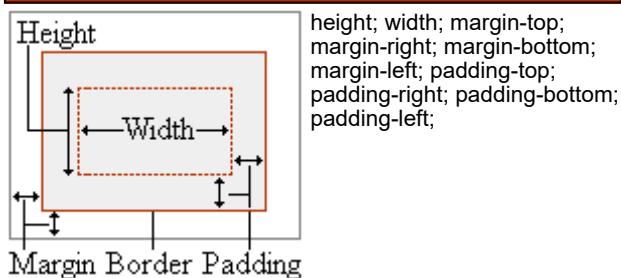 Height
Width
Margin Border Padding
height; width; margin-top;
margin-right; margin-bottom;
margin-left; padding-top;
padding-right; padding-bottom;
padding-left;